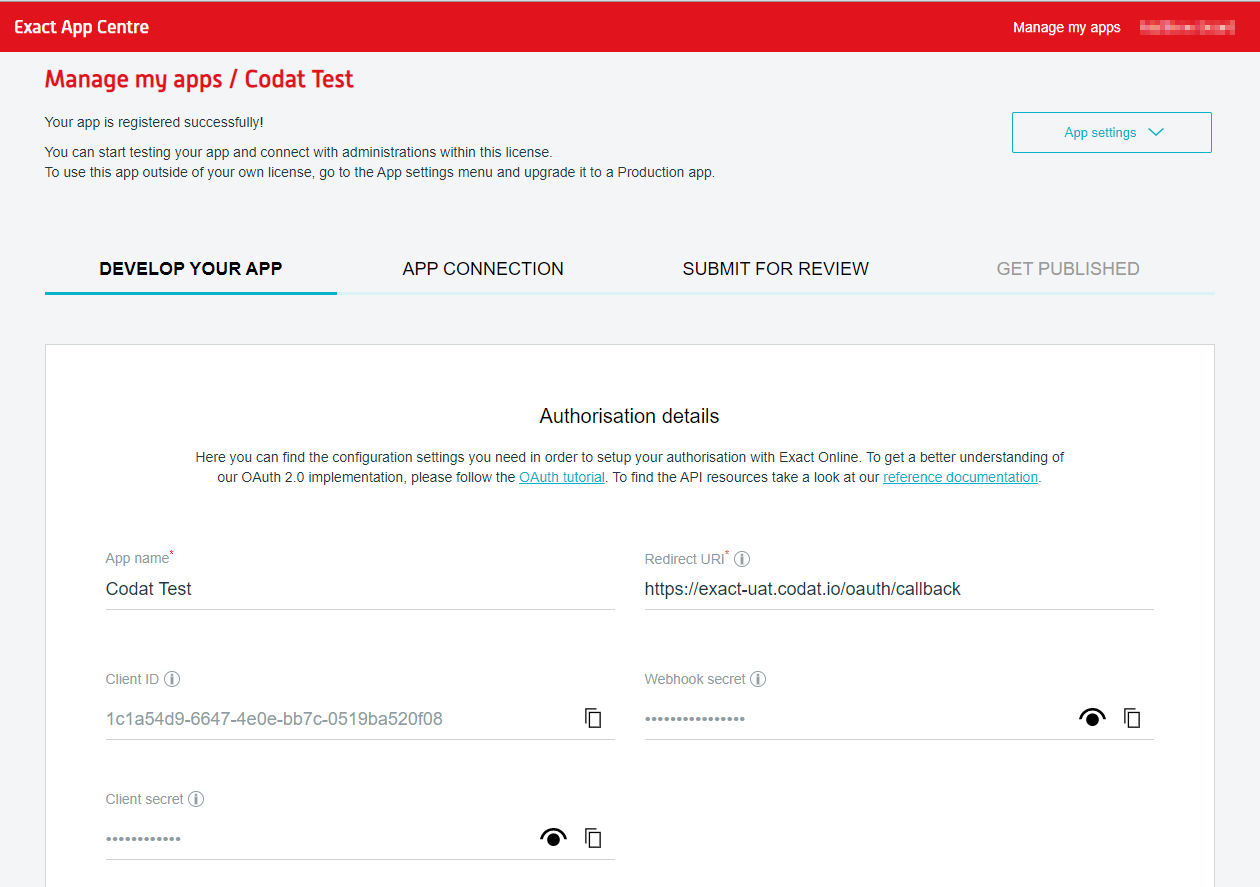 Exact App Centre
Manage my apps
Manage my apps / Codat Test
Your app is registered successfully!
App settings
You can start testing your app and connect with administrations within this license.
To use this app outside of your own license, go to the App settings menu and upgrade it to a Production app.
DEVELOP YOUR APP
APP CONNECTION
SUBMIT FOR REVIEW
GET PUBLISHED
Authorisation details
Here you can find the configuration settings you need in order to setup your authorisation with Exact Online. To get a better understanding of
our OAuth 2.0 implementation, please follow the OAuth tutorial. To find the API resources take a look at our reference documentation.
App name*
Redirect URI* i
Codat Test
https://exact-uat.codat.io/oauth/callback
Client ID i
Webhook secret i
1c1a54d9-6647-4e0e-bb7c-0519ba520f08
••••••••••••••••
Client secret i
••••••••••••